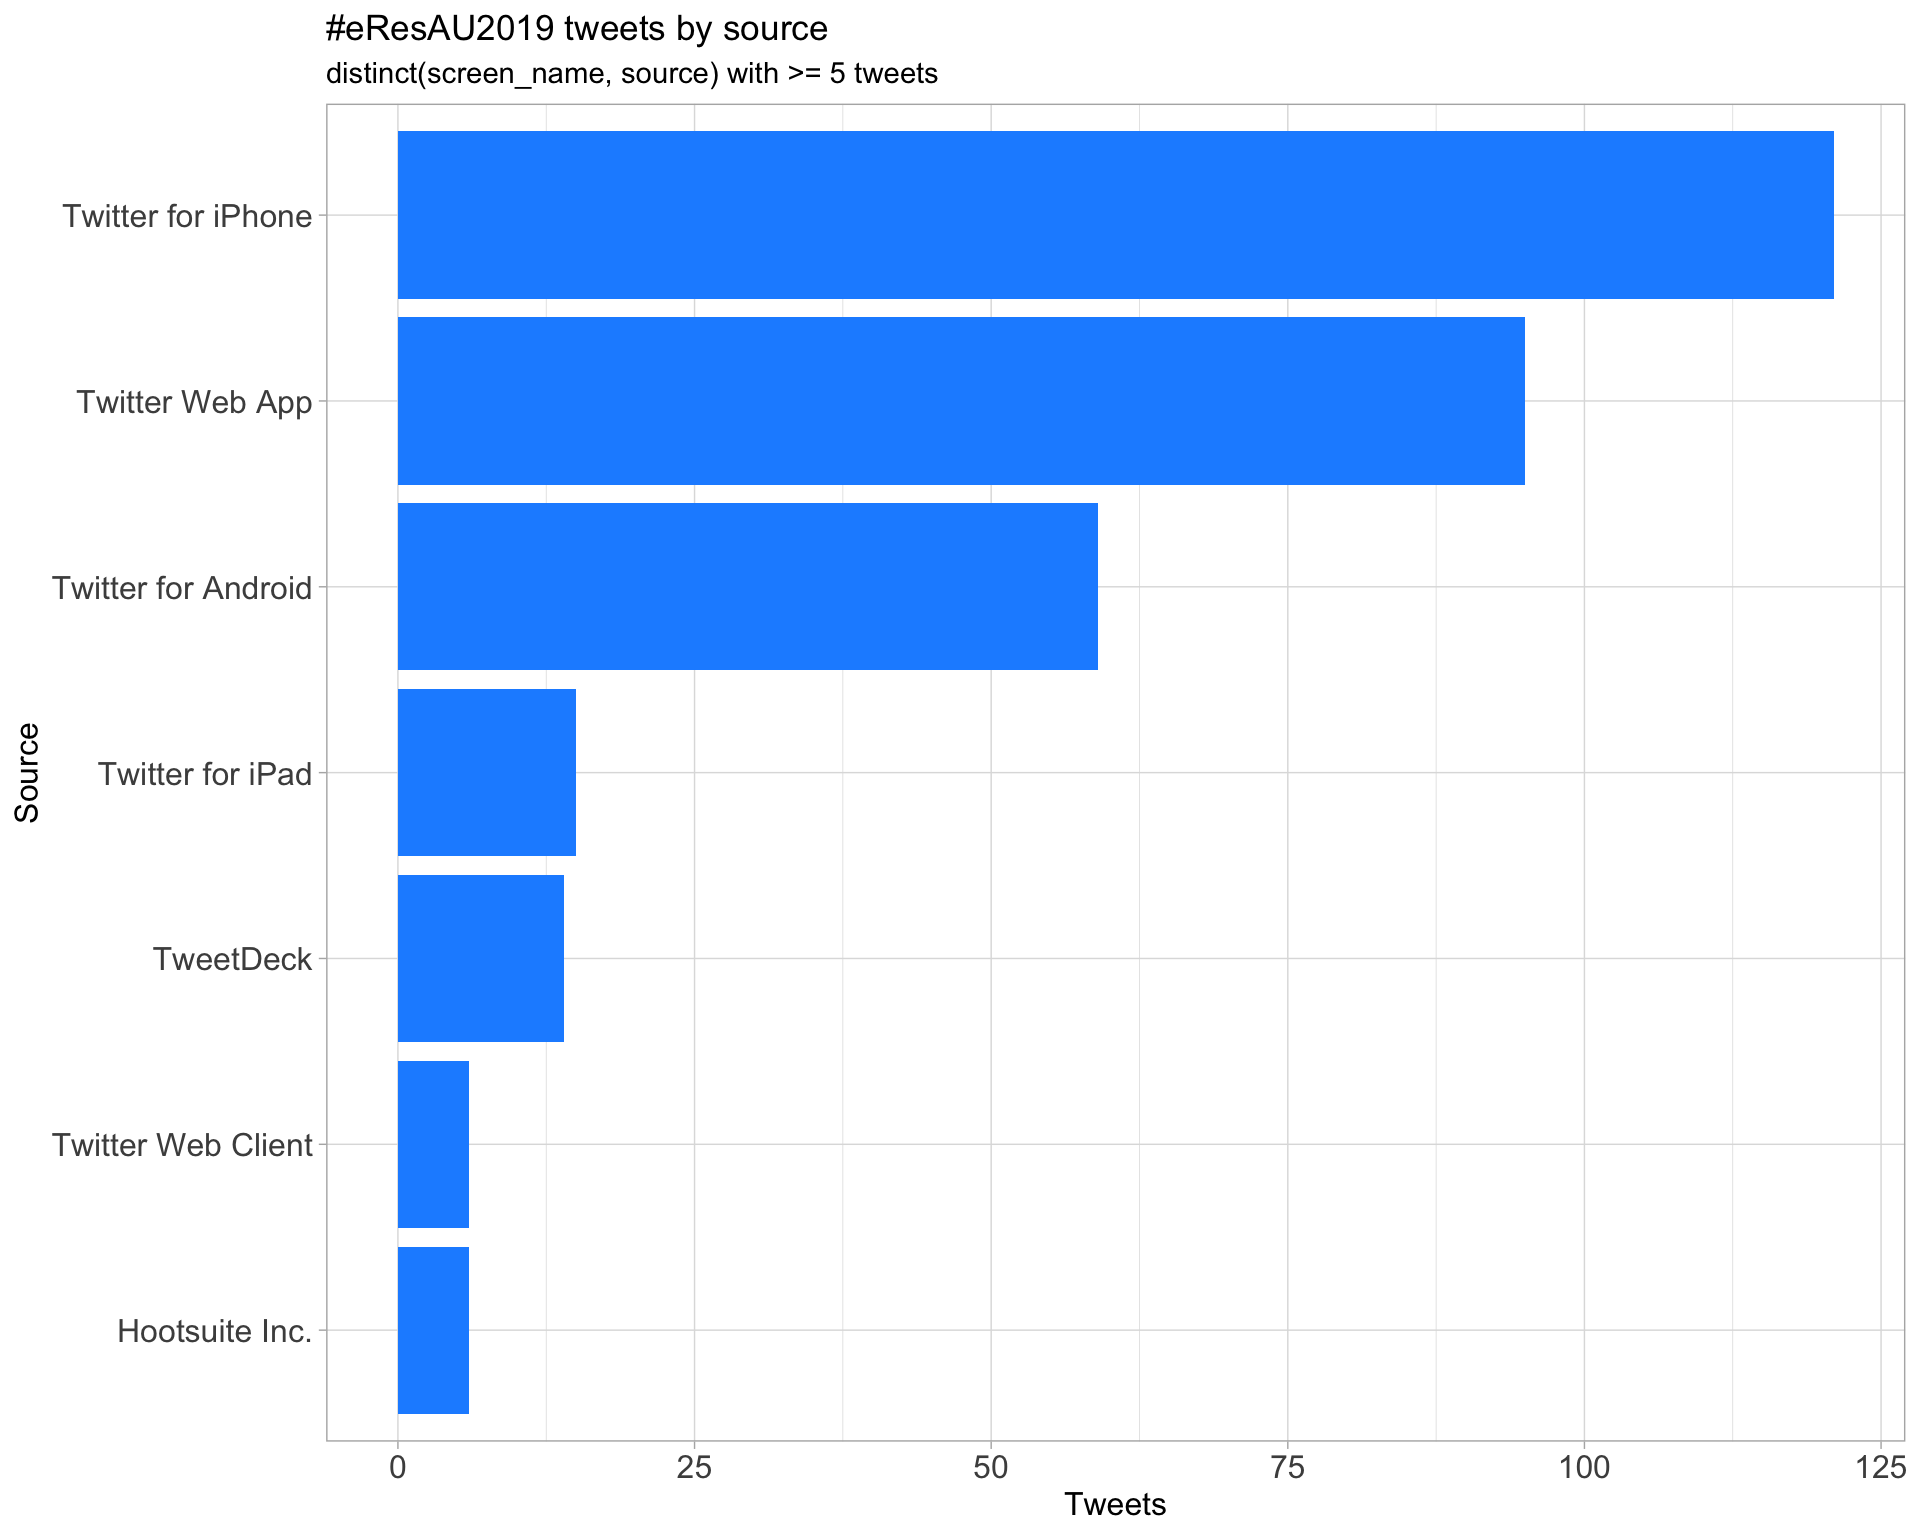 #eResAU2019 tweets by source
distinct(screen_name, source) with >= 5 tweets
Source
Twitter for iPhone
Twitter Web App
Twitter for Android
Twitter for iPad
TweetDeck
Twitter Web Client
Hootsuite Inc.
0 25 50 75 100 125
Tweets